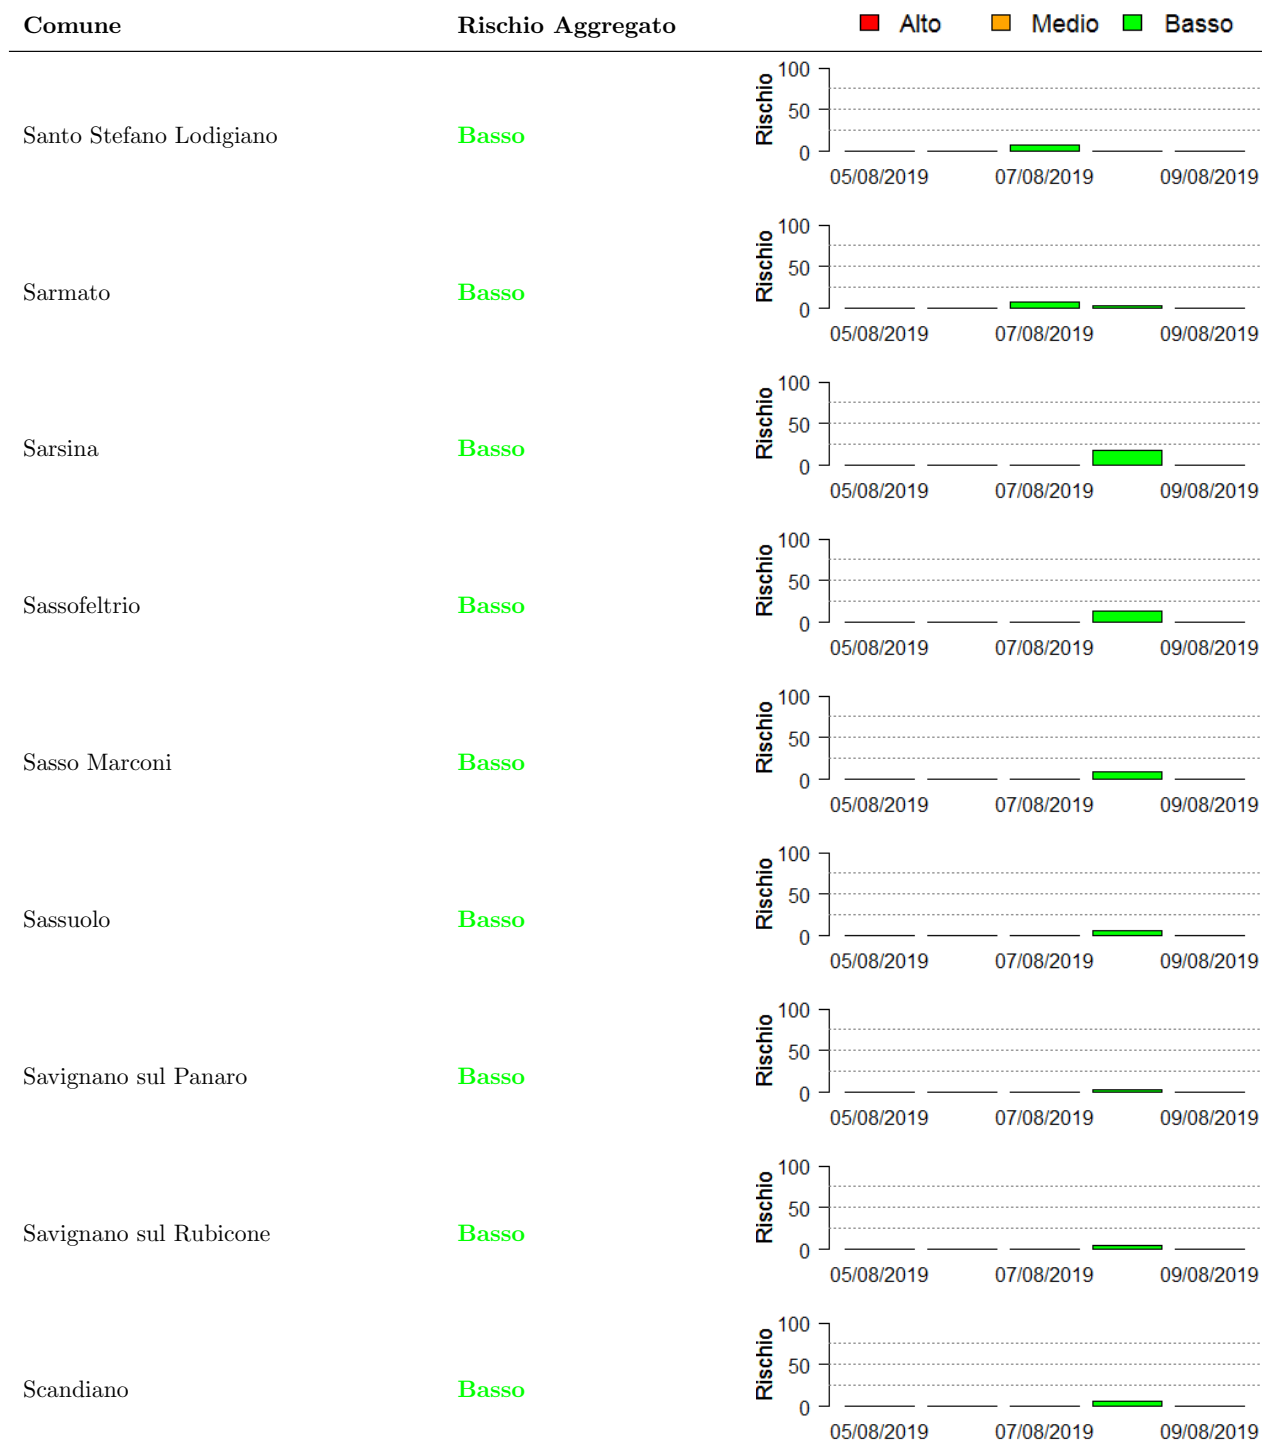 Comune Rischio Aggregato Alto Medio Basso
Santo Stefano Lodigiano Basso
Rischio
100
50
0
05/08/2019 07/08/2019 09/08/2019
Sarmato Basso
Rischio
100
50
0
05/08/2019 07/08/2019 09/08/2019
Sarsina Basso
Rischio
100
50
0
05/08/2019 07/08/2019 09/08/2019
Sassofeltrio Basso
Rischio
100
50
0
05/08/2019 07/08/2019 09/08/2019
Sasso Marconi Basso
Rischio
100
50
0
05/08/2019 07/08/2019 09/08/2019
Sassuolo Basso
Rischio
100
50
0
05/08/2019 07/08/2019 09/08/2019
Savignano sul Panaro Basso
Rischio
100
50
0
05/08/2019 07/08/2019 09/08/2019
Savignano sul Rubicone Basso
Rischio
100
50
0
05/08/2019 07/08/2019 09/08/2019
Scandiano Basso
Rischio
100
50
0
05/08/2019 07/08/2019 09/08/2019